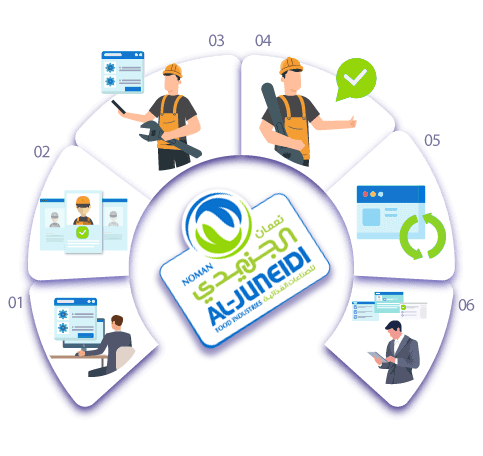 03
04
02
05
01
06
نعمان
الجنيدي
للصناعات الغذائية
NOMAN
AL-JUNEIDI
FOOD INDUSTRIES